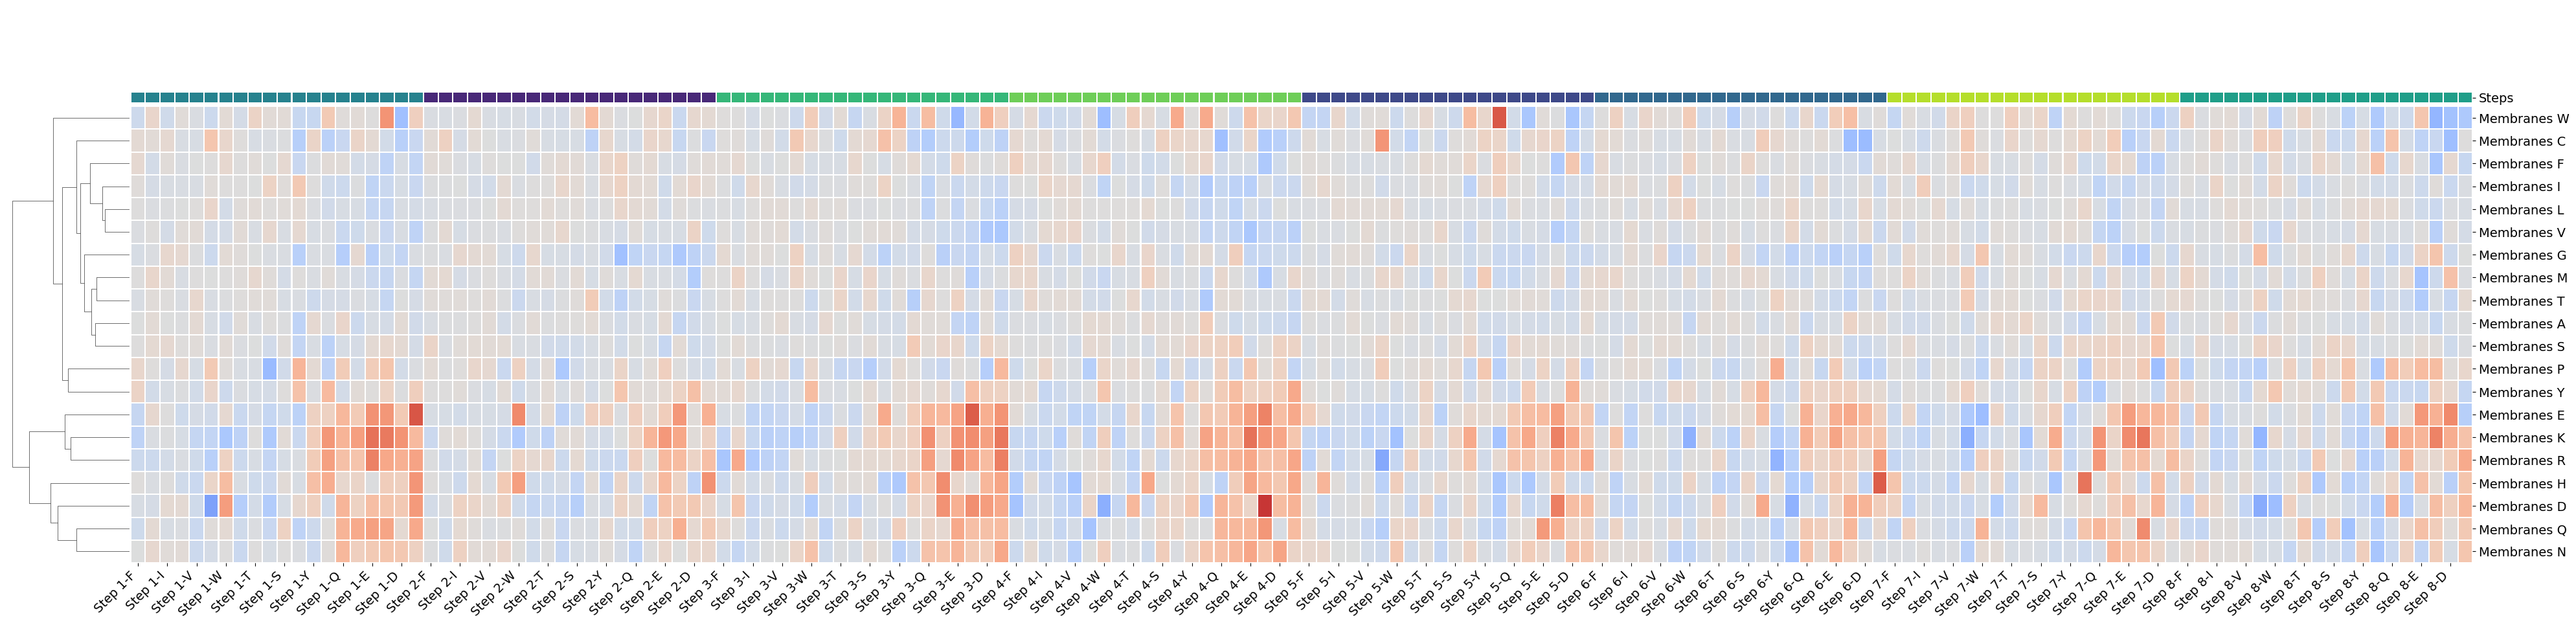 Steps
Membranes W
Membranes C
Membranes F
Membranes I
Membranes L
Membranes V
Membranes G
Membranes M
Membranes T
Membranes A
Membranes S
Membranes P
Membranes Y
Membranes E
Membranes K
Membranes R
Membranes H
Membranes D
Membranes Q
Membranes N
Step 1-F
Step 1-I
Step 1-V
Step 1-W
Step 1-T
Step 1-S
Step 1-Y
Step 1-Q
Step 1-E
Step 1-D
Step 2-F
Step 2-I
Step 2-V
Step 2-W
Step 2-T
Step 2-S
Step 2-Y
Step 2-Q
Step 2-E
Step 2-D
Step 3-F
Step 3-I
Step 3-V
Step 3-W
Step 3-T
Step 3-S
Step 3-Y
Step 3-Q
Step 3-E
Step 3-D
Step 4-F
Step 4-I
Step 4-V
Step 4-W
Step 4-T
Step 4-S
Step 4-Y
Step 4-Q
Step 4-E
Step 4-D
Step 5-F
Step 5-I
Step 5-V
Step 5-W
Step 5-T
Step 5-S
Step 5-Y
Step 5-Q
Step 5-E
Step 5-D
Step 6-F
Step 6-I
Step 6-V
Step 6-W
Step 6-T
Step 6-S
Step 6-Y
Step 6-Q
Step 6-E
Step 6-D
Step 7-F
Step 7-I
Step 7-V
Step 7-W
Step 7-T
Step 7-S
Step 7-Y
Step 7-Q
Step 7-E
Step 7-D
Step 8-F
Step 8-I
Step 8-V
Step 8-W
Step 8-T
Step 8-S
Step 8-Y
Step 8-Q
Step 8-E
Step 8-D